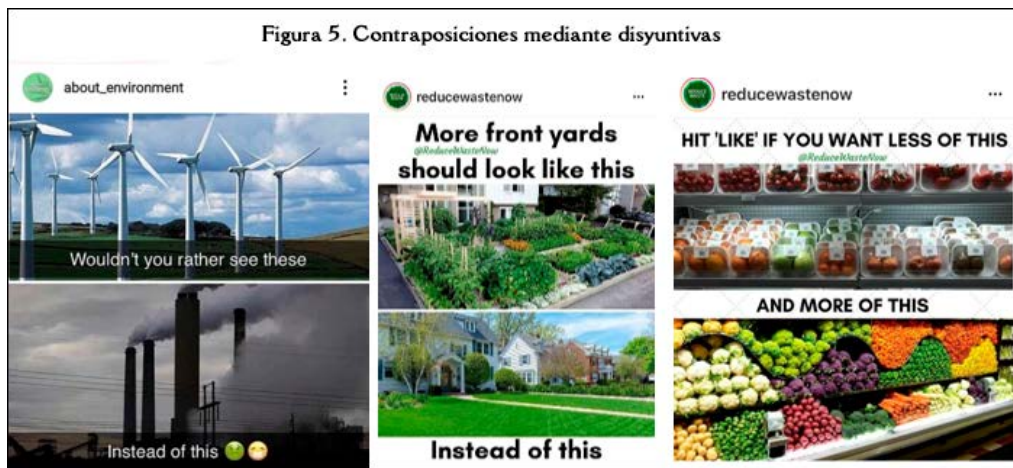 Figura 5. Contraposiciones mediante disyuntivas
about_environment
Wouldn't you rather see these
Instead of this 🤢😁
reducewastenow
More front yards
@ReduceWasteNow
should look like this
Instead of this
reducewastenow
HIT 'LIKE' IF YOU WANT LESS OF THIS
@ReduceWasteNow
AND MORE OF THIS